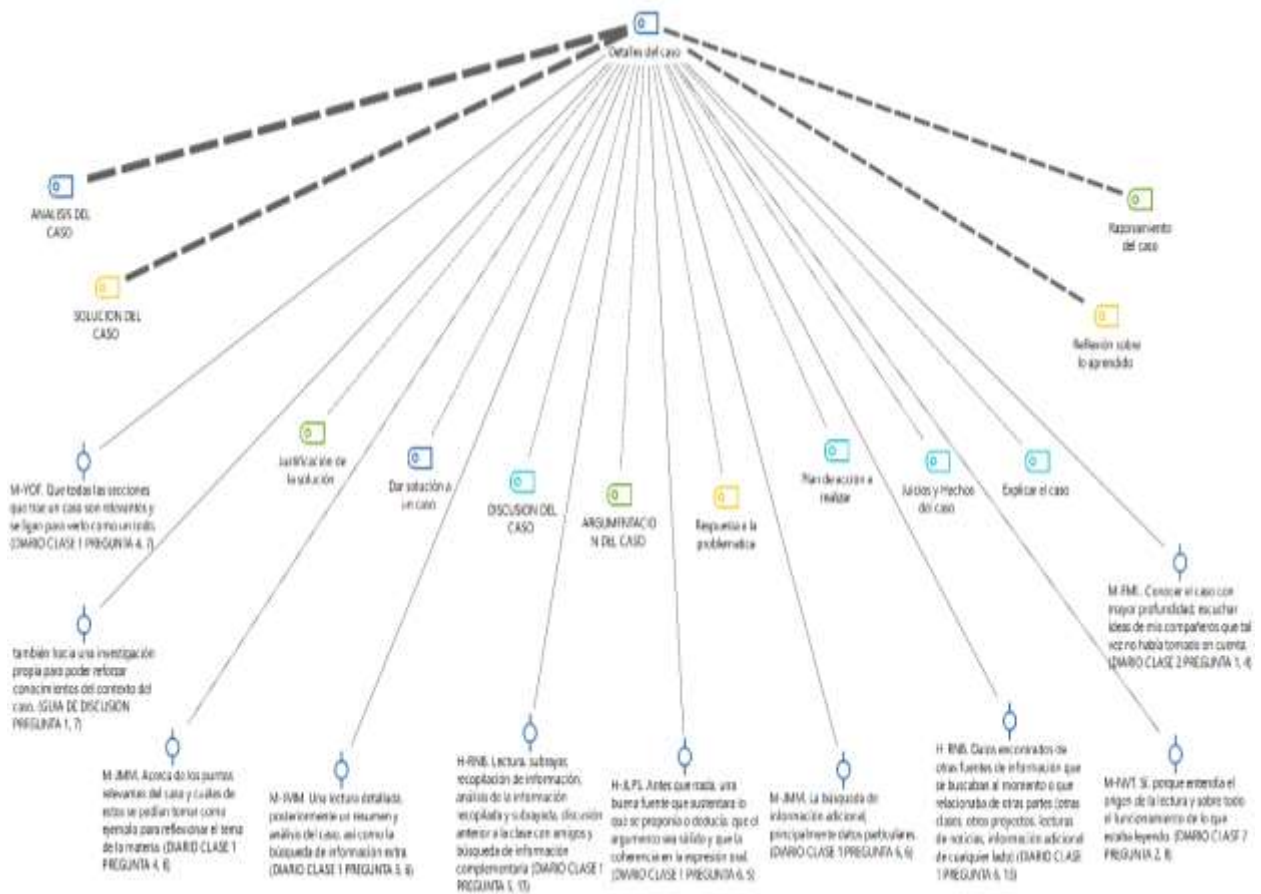 Detalles del caso
ANALISIS DEL
CASO
SOLUCION DEL
CASO
Razonamiento
del caso
Reflexión sobre
lo aprendido
Justificación de
la solución
Dar solución a
un caso
DISCUSION DEL
CASO
ARGUMENTACIO
N DEL CASO
Respuesta a la
problematica
Plan de acción a
realizar
Juicios y Hechos
del caso
Explicar el caso
M-YOF. Que todas las secciones
que trae un caso son relevantes y
se ligan para verlo como un todo.
(DIARIO CLASE 1 PREGUNTA 4, 7)
también hacía una investigación
propia para poder reforzar
conocimientos del contexto del
caso. (GUIA DE DISCUSION
PREGUNTA 1, 7)
M-JMM. Acerca de los puntos
relevantes del caso y cuáles de
estos se podían tomar como
ejemplo para reflexionar el tema
de la materia. (DIARIO CLASE 1
PREGUNTA 4, 6)
Una lectura detallada,
posteriormente un resumen y
análisis del caso, así como la
búsqueda de información extra.
(DIARIO CLASE 1 PREGUNTA 5, 8)
H-RNB. Lectura, subrayar,
recopilación de información,
análisis de la información
recopilada y subrayada, discusión
anterior a la clase con amigos y
búsqueda de información
complementaria (DIARIO CLASE 1
PREGUNTA 5, 13)
Antes que nada, una
buena fuente que sustentara lo
que se proponía o deducía, que el
argumento sea válido y que la
coherencia en la expresión oral.
(DIARIO CLASE 1 PREGUNTA 6, 5)
M-JMM. La búsqueda de
información adicional,
principalmente datos particulares.
(DIARIO CLASE 1 PREGUNTA 6, 6)
H-RNB. Datos encontrados de
otras fuentes de información que
se buscaban al momento o que
relacionaba de otras partes (otras
clases, otros proyectos, lecturas
de noticias, información adicional
de cualquier lado) (DIARIO CLASE
1 PREGUNTA 6, 13)
M-NVT. Sí, porque entendía el
origen de la lectura y sobre todo
el funcionamiento de lo que
estaba leyendo. (DIARIO CLASE 7
PREGUNTA 2, 8)
M-FML. Conocer el caso con
mayor profundidad, escuchar
ideas de mis compañeros que tal
vez no había tomado en cuenta.
(DIARIO CLASE 2 PREGUNTA 1, 4)